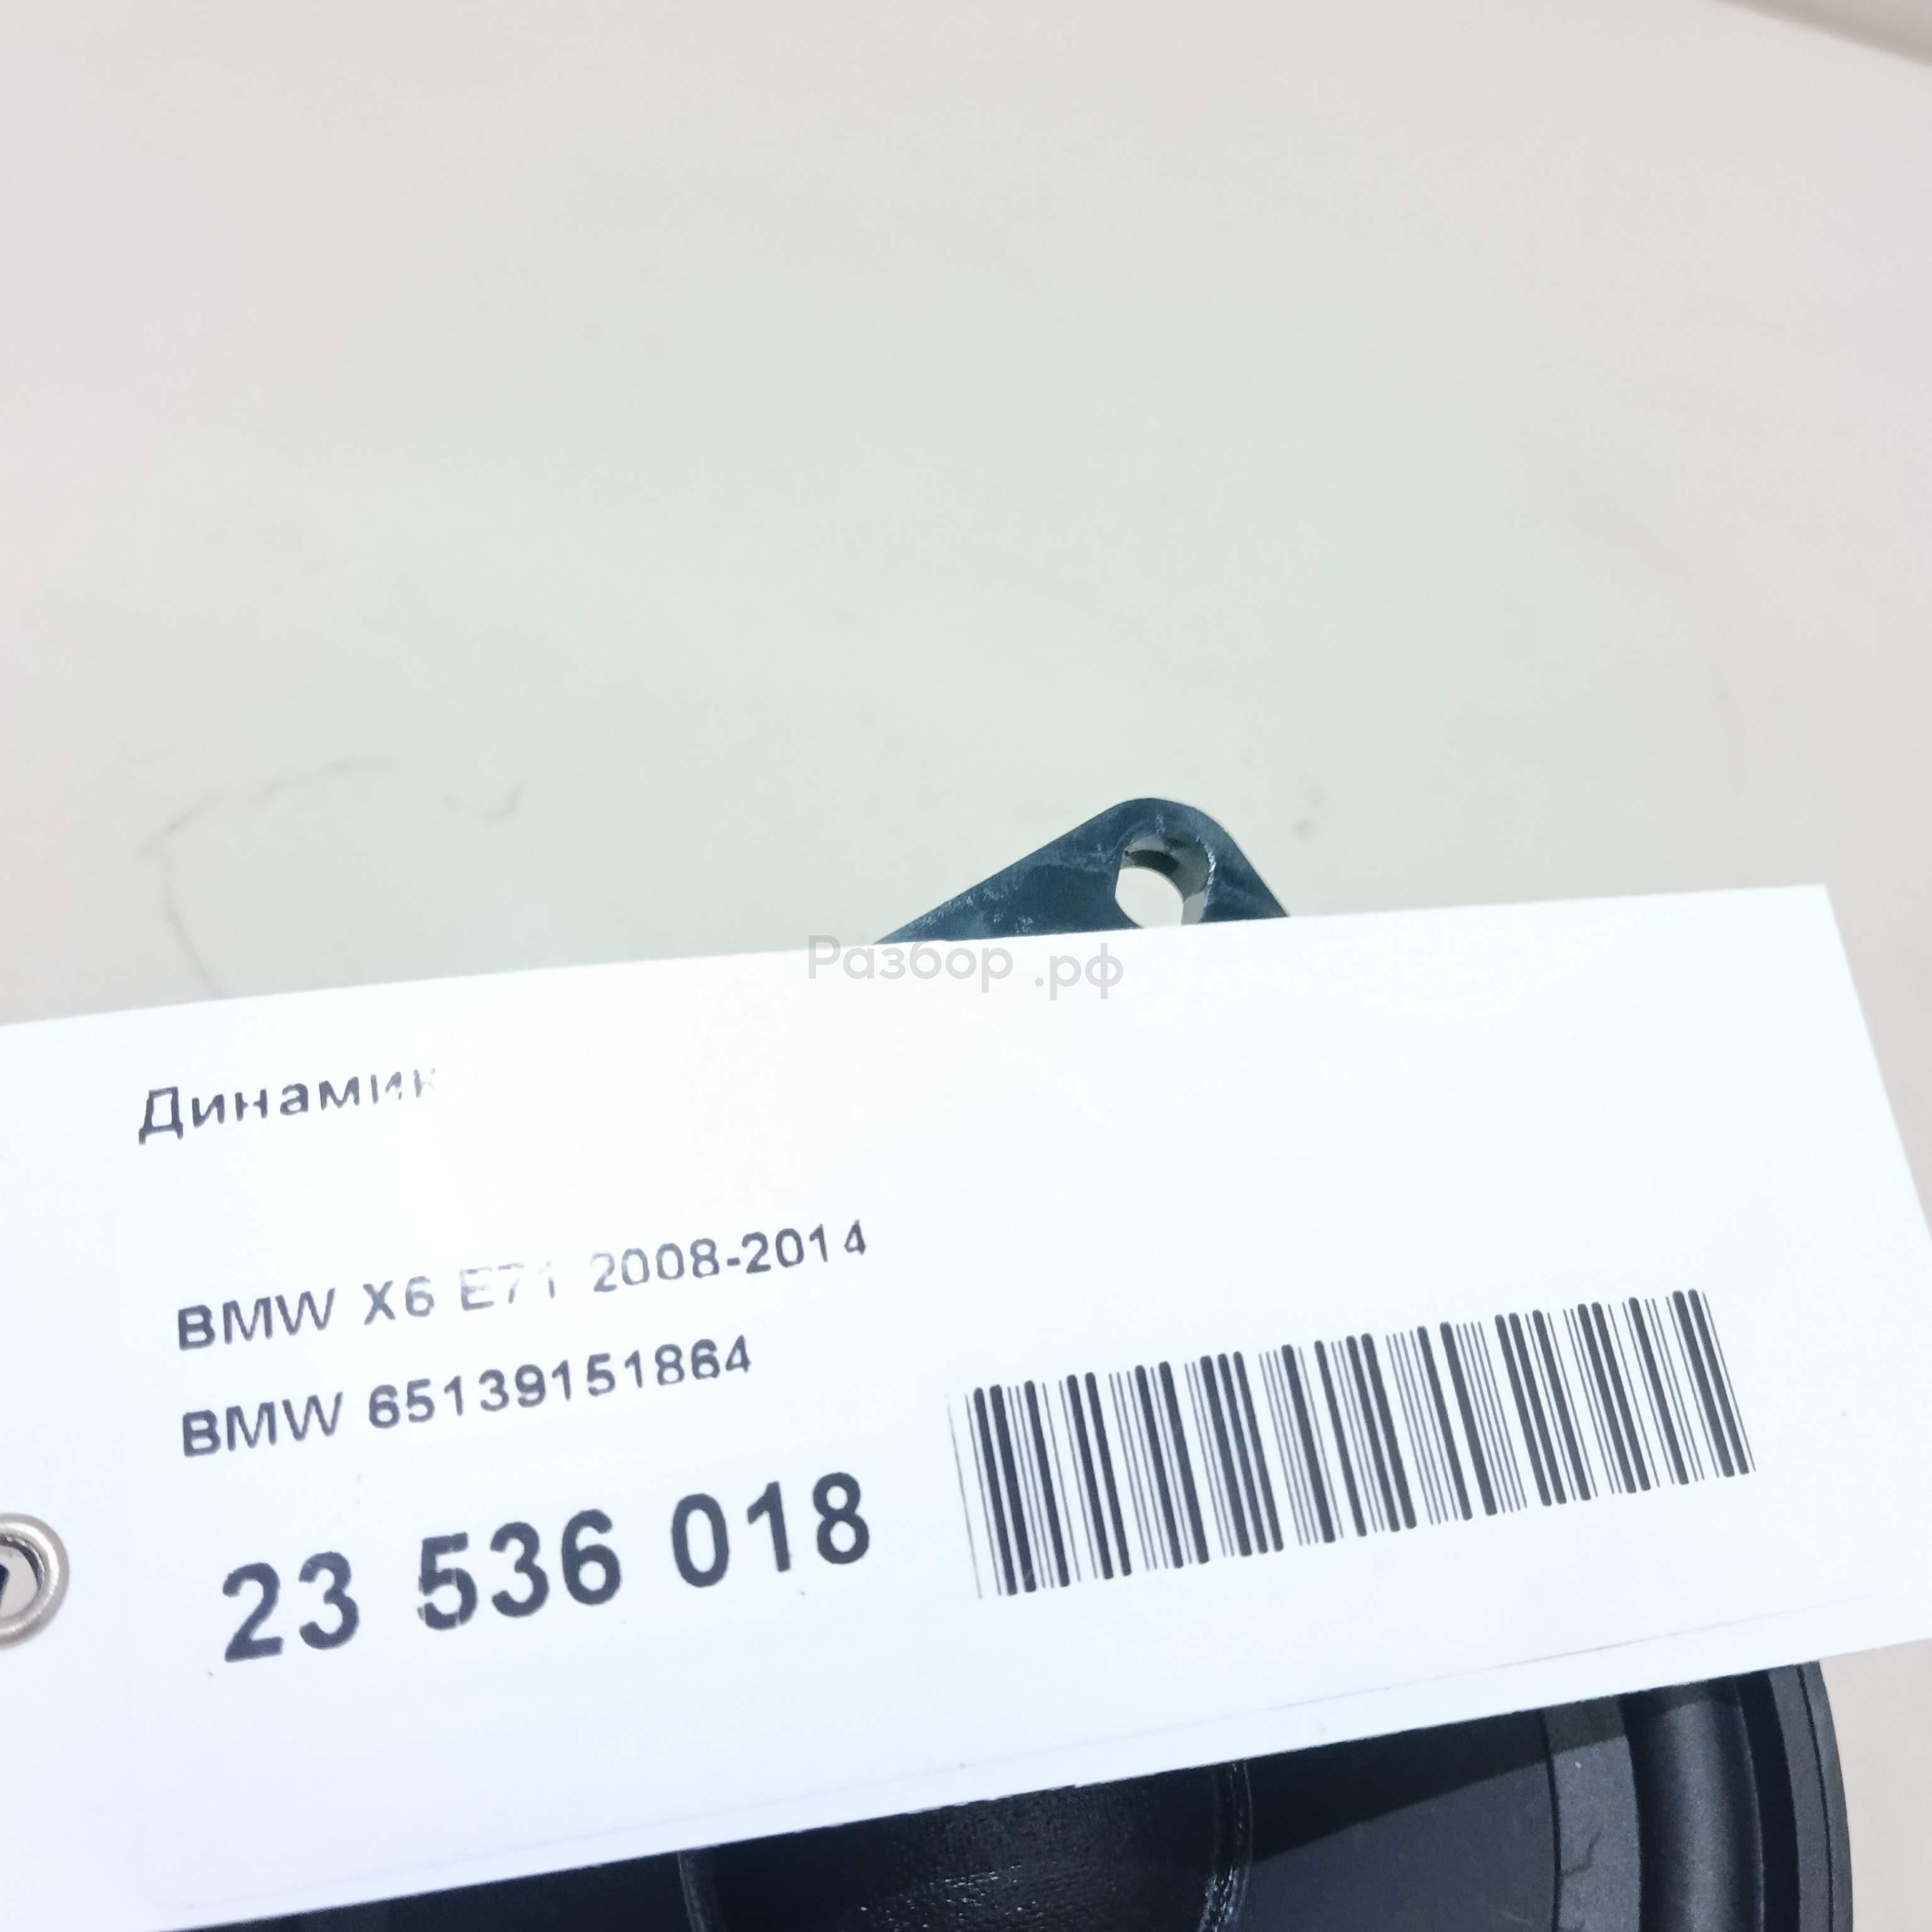 Разбор.рф
Динамик
BMW X6 E71 2008-2014
BMW 65139151864
23 536 018